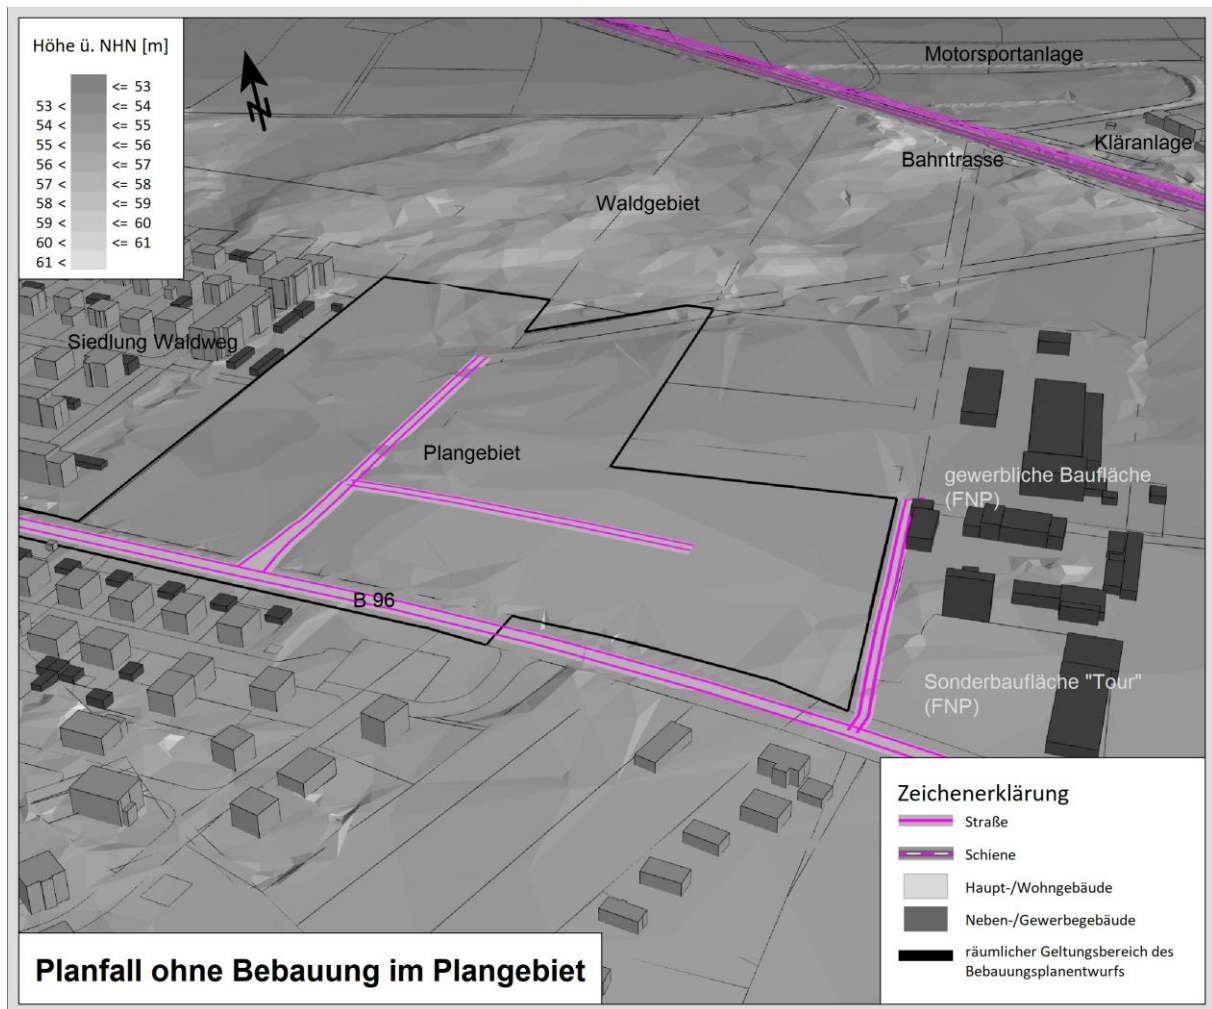 Höhe ü. NHN [m]
<= 53
53 < <= 54
54 < <= 55
55 < <= 56
56 < <= 57
57 < <= 58
58 < <= 59
59 < <= 60
60 < <= 61
61 <
N
Motorsportanlage
Kläranlage
Bahntrasse
Waldgebiet
Siedlung Waldweg
Plangebiet
gewerbliche Baufläche
(FNP)
B 96
Sonderbaufläche "Tour"
(FNP)
Zeichenerklärung
Straße
Schiene
Haupt-/Wohngebäude
Neben-/Gewerbegebäude
räumlicher Geltungsbereich des
Bebauungsplanentwurfs
Planfall ohne Bebauung im Plangebiet